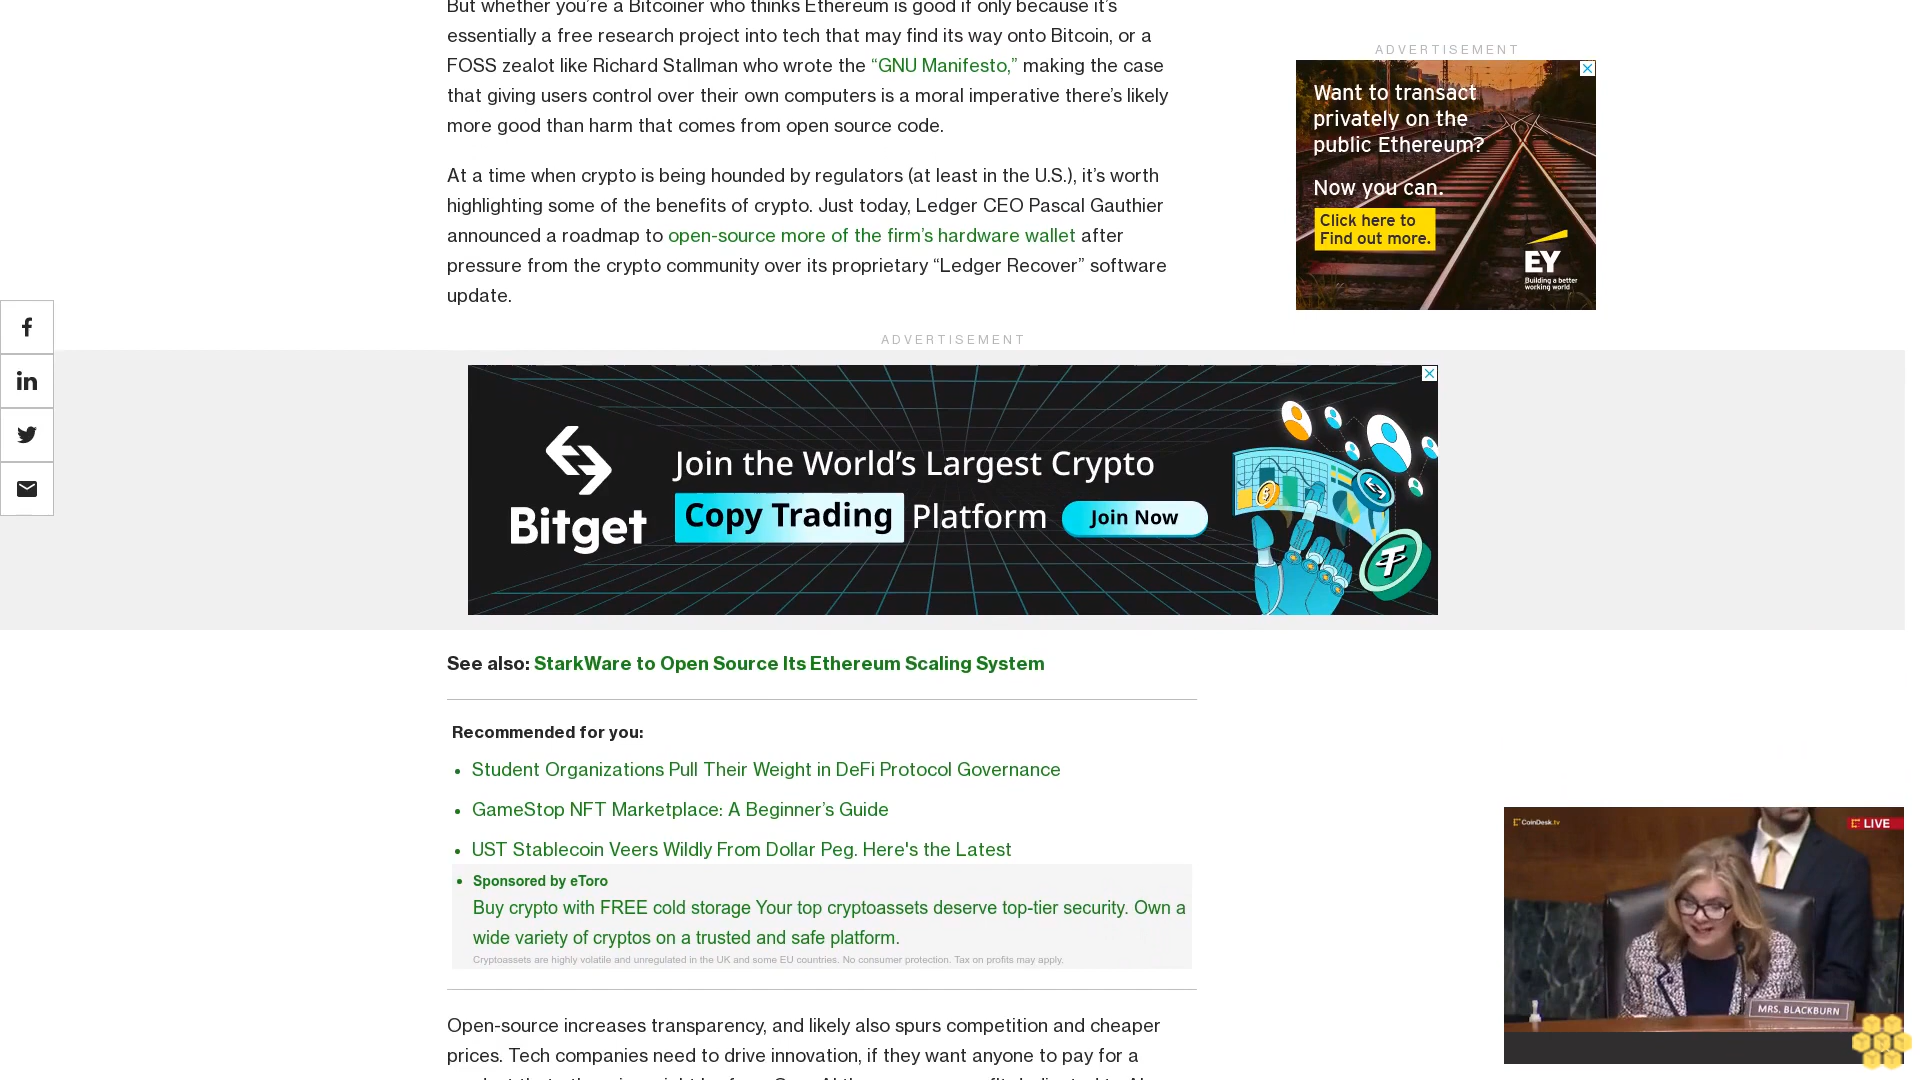 But whether you're a Bitcoiner who thinks Ethereum is good if only because it's
essentially a free research project into tech that may find its way onto Bitcoin, or a
FOSS zealot like Richard Stallman who wrote the “GNU Manifesto,” making the case
that giving users control over their own computers is a moral imperative there's likely
more good than harm that comes from open source code.
At a time when crypto is being hounded by regulators (at least in the U.S.), it's worth
highlighting some of the benefits of crypto. Just today, Ledger CEO Pascal Gauthier
announced a roadmap to open-source more of the firm's hardware wallet after
pressure from the crypto community over its proprietary “Ledger Recover” software
update.
ADVERTISEMENT
Want to transact
privately on the
public Ethereum?
Now you can.
Click here to
Find out more.
EY
Building a better
working world
ADVERTISEMENT
Bitget
Join the World's Largest Crypto
Copy Trading Platform
Join Now
See also: StarkWare to Open Source Its Ethereum Scaling System
Recommended for you:
• Student Organizations Pull Their Weight in DeFi Protocol Governance
• GameStop NFT Marketplace: A Beginner's Guide
• UST Stablecoin Veers Wildly From Dollar Peg. Here's the Latest
• Sponsored by eToro
Buy crypto with FREE cold storage Your top cryptoassets deserve top-tier security. Own a
wide variety of cryptos on a trusted and safe platform.
Cryptoassets are highly volatile and unregulated in the UK and some EU countries. No consumer protection. Tax on profits may apply.
Open-source increases transparency, and likely also spurs competition and cheaper
prices. Tech companies need to drive innovation, if they want anyone to pay for a
CoinDesk.tv
LIVE
MRS. BLACKBURN